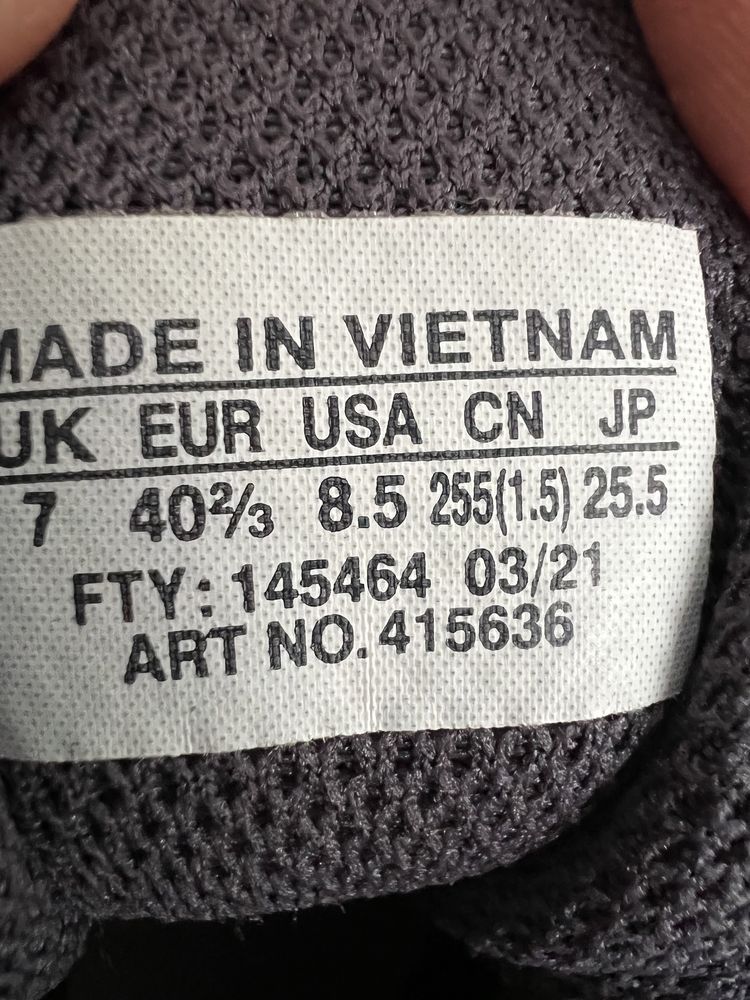 MADE IN VIETNAM
UK EUR USA CN JP
7 40⅔ 8.5 255(1.5) 25.5
FTY: 145464 03/21
ART NO. 415636